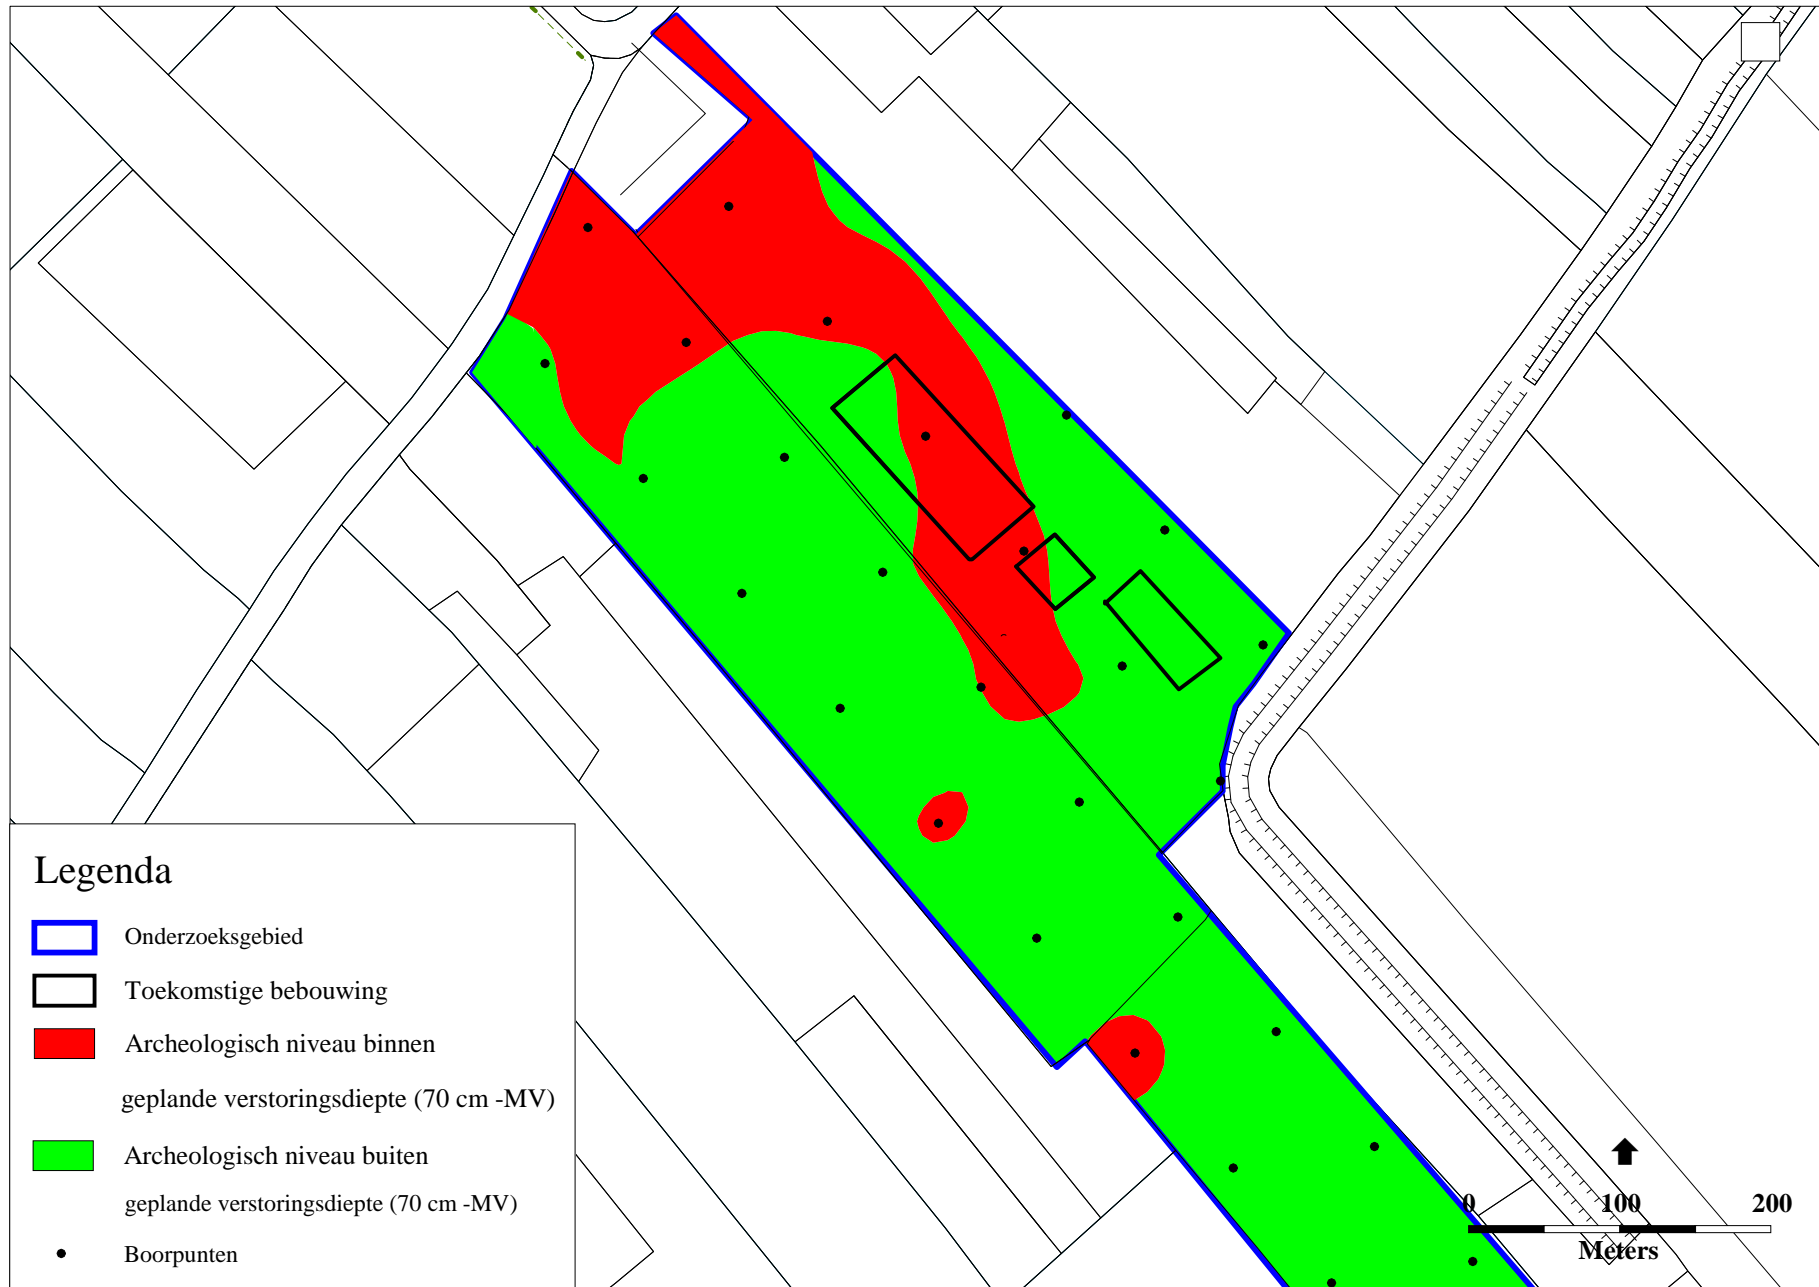 Legenda
Onderzoeksgebied
Toekomstige bebouwing
Archeologisch niveau binnen
geplande verstoringsdiepte (70 cm -MV)
Archeologisch niveau buiten
geplande verstoringsdiepte (70 cm -MV)
Boorpunten
0 100 200
Meters